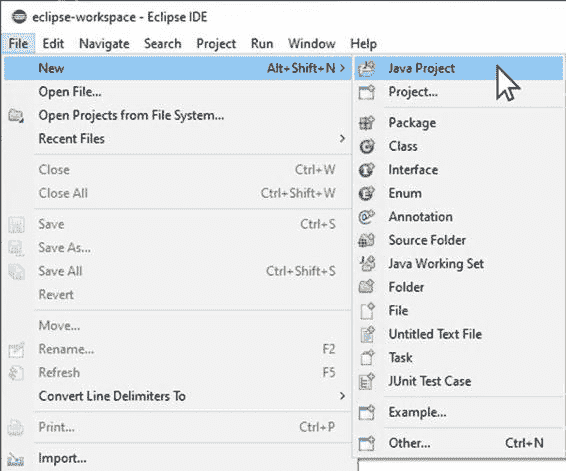 eclipse-workspace - Eclipse IDE
File Edit Navigate Search Project Run Window Help
New Alt+Shift+N >
Open File...
Open Projects from File System...
Recent Files >
Close Ctrl+W
Close All Ctrl+Shift+W
Save Ctrl+S
Save As...
Save All Ctrl+Shift+S
Revert
Move...
Rename... F2
Refresh F5
Convert Line Delimiters To >
Print... Ctrl+P
Import...
Java Project
Project...
Package
Class
Interface
Enum
Annotation
Source Folder
Java Working Set
Folder
File
Untitled Text File
Task
JUnit Test Case
Example...
Other... Ctrl+N